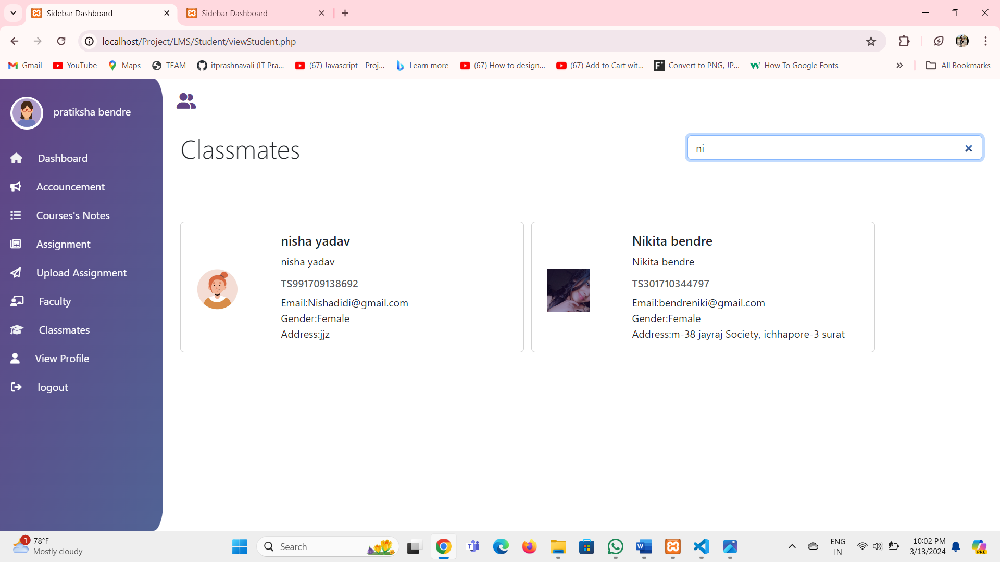 Sidebar Dashboard
Sidebar Dashboard
localhost/Project/LMS/Student/viewStudent.php
Gmail
YouTube
Maps
TEAM
itprashnavali (IT Pra...
(67) Javascript - Proj...
Learn more
(67) How to design...
(67) Add to Cart wit...
Convert to PNG, JP...
How To Google Fonts
All Bookmarks
pratiksha bendre
Dashboard
Accouncement
Courses's Notes
Assignment
Upload Assignment
Faculty
Classmates
View Profile
logout
Classmates
ni
nisha yadav
nisha yadav
TS991709138692
Email:Nishadidi@gmail.com
Gender:Female
Address:jjz
Nikita bendre
Nikita bendre
TS301710344797
Email:bendreniki@gmail.com
Gender:Female
Address:m-38 jayraj Society, ichhapore-3 surat
1
78°F
Mostly cloudy
Search
ENG
IN
10:02 PM
3/13/2024
PRE